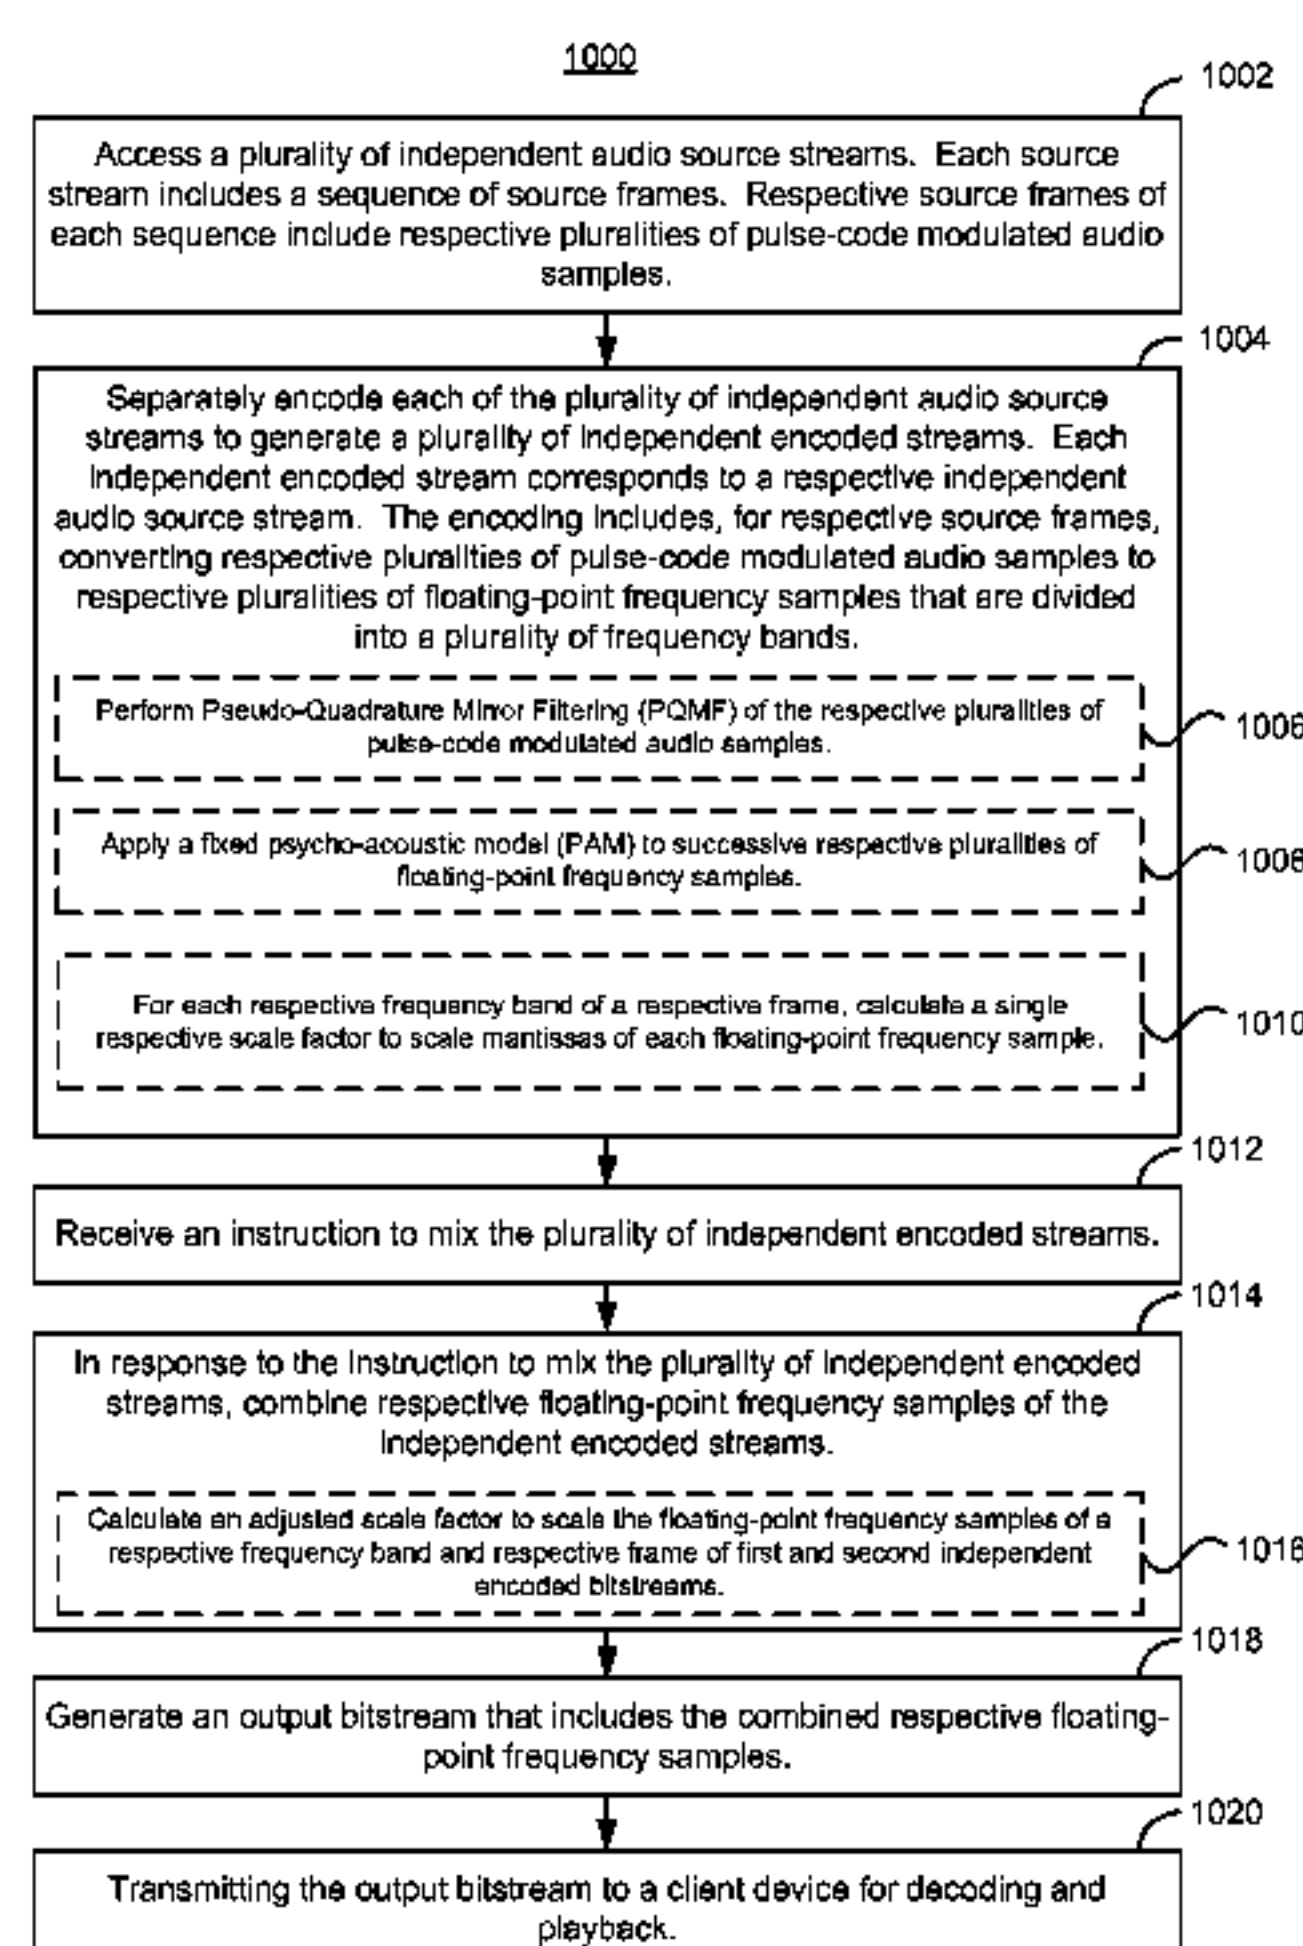 1000
1002
Access a plurality of independent audio source streams. Each source
stream includes a sequence of source frames. Respective source frames of
each sequence include respective pluralities of pulse-code modulated audio
samples.
1004
Separately encode each of the plurality of independent audio source
streams to generate a plurality of independent encoded streams. Each
independent encoded stream corresponds to a respective independent
audio source stream. The encoding includes, for respective source frames,
converting respective pluralities of pulse-code modulated audio samples to
respective pluralities of floating-point frequency samples that are divided
into a plurality of frequency bands.
Perform Pseudo-Quadrature Mirror Filtering (PQMF) of the respective pluralities of
pulse-code modulated audio samples.
1006
Apply a fixed psycho-acoustic model (PAM) to successive respective pluralities of
floating-point frequency samples.
1008
For each respective frequency band of a respective frame, calculate a single
respective scale factor to scale mantissas of each floating-point frequency sample.
1010
1012
Receive an instruction to mix the plurality of independent encoded streams.
1014
In response to the instruction to mix the plurality of independent encoded
streams, combine respective floating-point frequency samples of the
independent encoded streams.
Calculate an adjusted scale factor to scale the floating-point frequency samples of a
respective frequency band and respective frame of first and second independent
encoded bitstreams.
1016
1018
Generate an output bitstream that includes the combined respective floating-
point frequency samples.
1020
Transmitting the output bitstream to a client device for decoding and
playback.